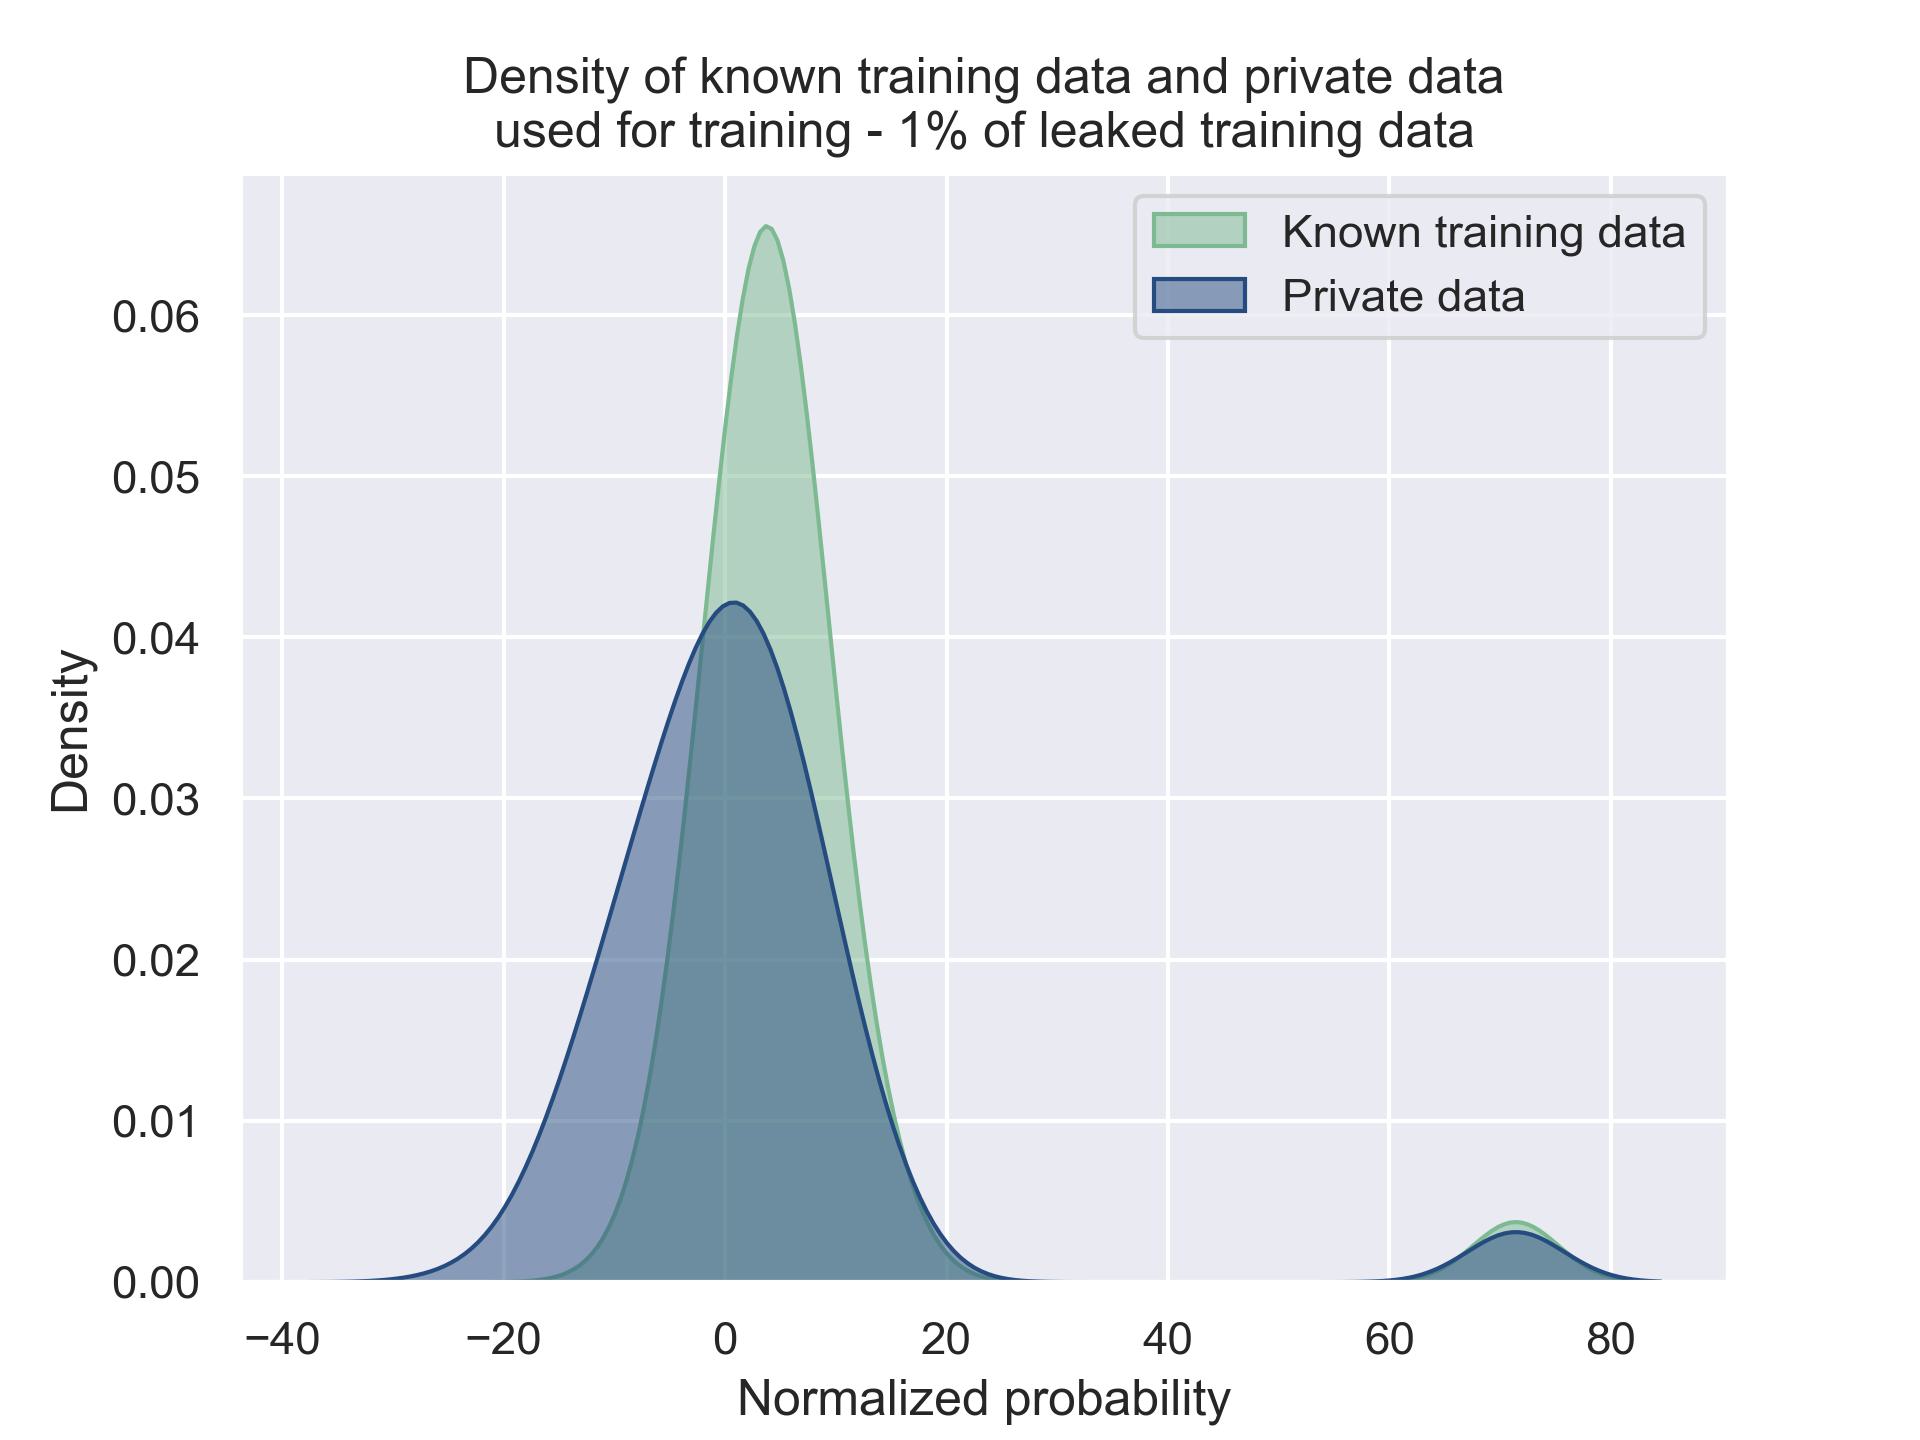 Density of known training data and private data
used for training - 1% of leaked training data
Known training data
Private data
Density
0.06
0.05
0.04
0.03
0.02
0.01
0.00
−40 −20 0 20 40 60 80
Normalized probability